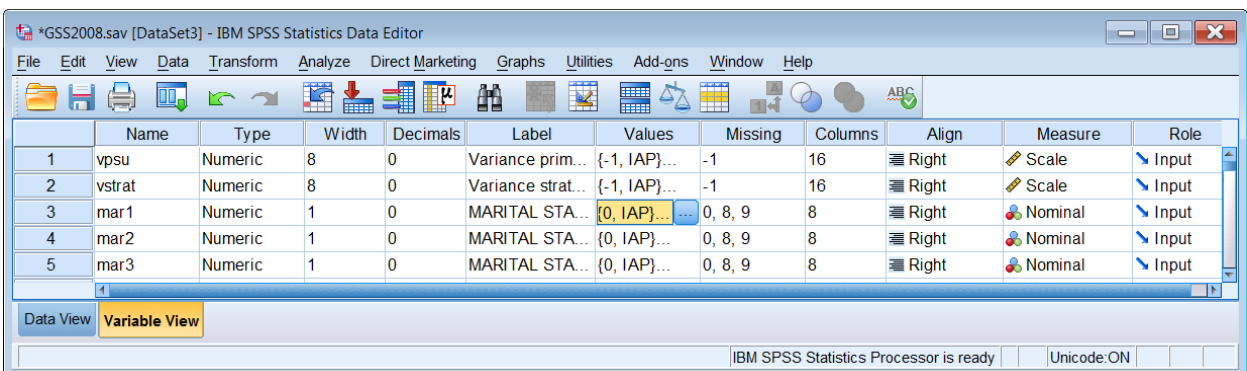 *GSS2008.sav [DataSet3] - IBM SPSS Statistics Data Editor
File Edit View Data Transform Analyze Direct Marketing Graphs Utilities Add-ons Window Help
Name Type Width Decimals Label Values Missing Columns Align Measure Role
1 vpsu Numeric 8 0 Variance prim... {-1, IAP}... -1 16 Right Scale Input
2 vstrat Numeric 8 0 Variance strat... {-1, IAP}... -1 16 Right Scale Input
3 mar1 Numeric 1 0 MARITAL STA... {0, IAP}... ... 0, 8, 9 8 Right Nominal Input
4 mar2 Numeric 1 0 MARITAL STA... {0, IAP}... 0, 8, 9 8 Right Nominal Input
5 mar3 Numeric 1 0 MARITAL STA... {0, IAP}... 0, 8, 9 8 Right Nominal Input
Data View Variable View
IBM SPSS Statistics Processor is ready Unicode:ON